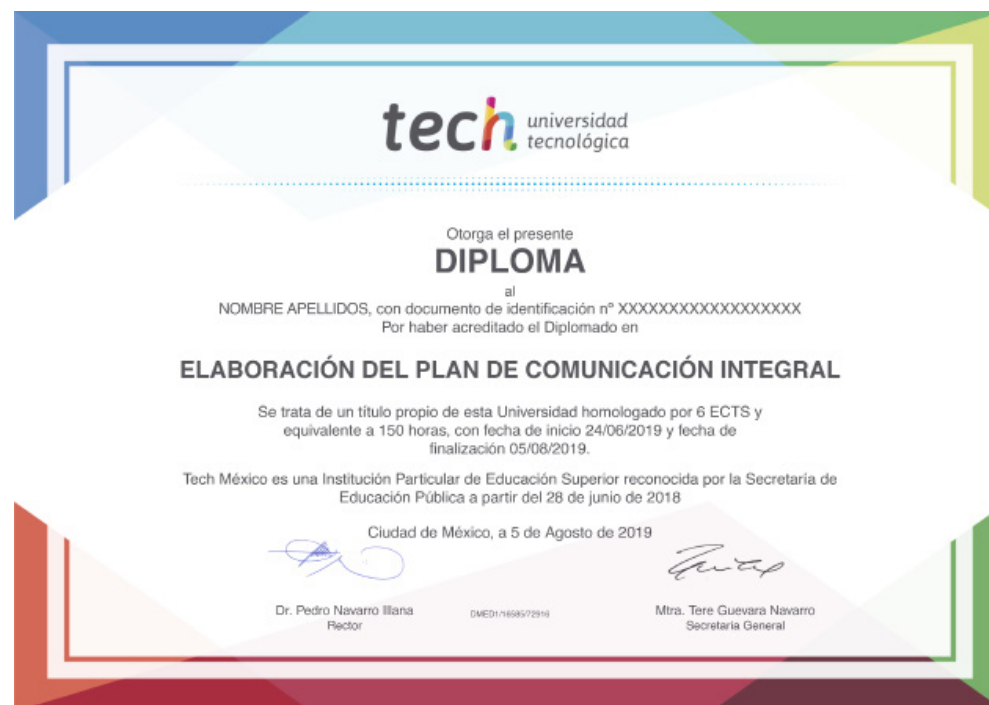 tech universidad
tecnológica
Otorga el presente
DIPLOMA
al
NOMBRE APELLIDOS, con documento de identificación nº XXXXXXXXXXXXXXXXXX
Por haber acreditado el Diplomado en
ELABORACIÓN DEL PLAN DE COMUNICACIÓN INTEGRAL
Se trata de un título propio de esta Universidad homologado por 6 ECTS y
equivalente a 150 horas, con fecha de inicio 24/06/2019 y fecha de
finalización 05/08/2019.
Tech México es una Institución Particular de Educación Superior reconocida por la Secretaría de
Educación Pública a partir del 28 de junio de 2018
Ciudad de México, a 5 de Agosto de 2019
Dr. Pedro Navarro Illana
Rector
Mtra. Tere Guevara Navarro
Secretaria General